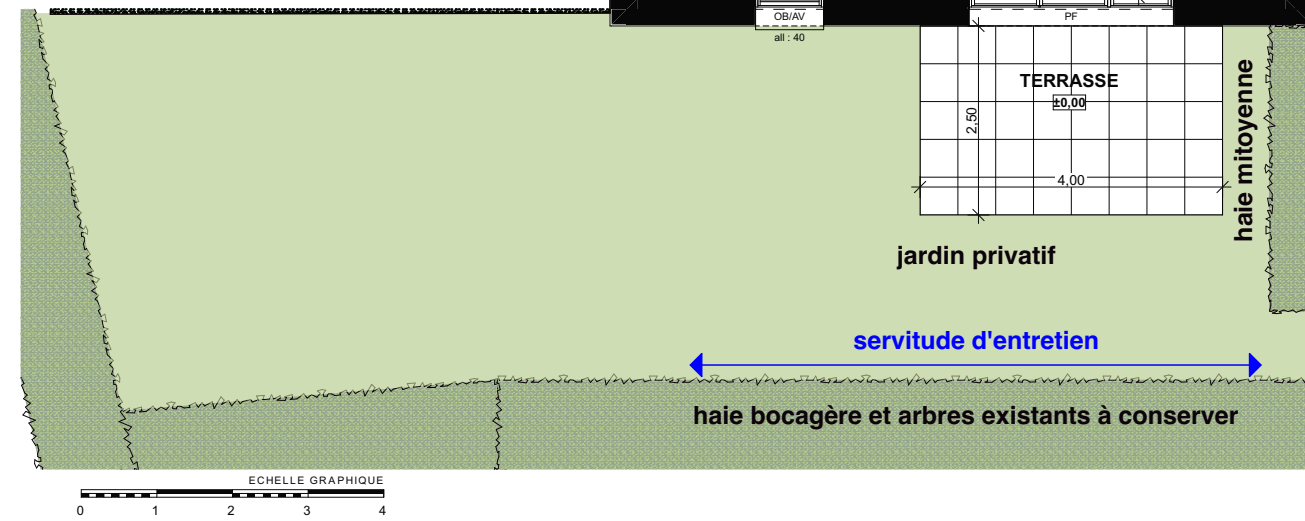 OB/AV
PF
all : 40
TERRASSE
±0,00
2,50
4,00
haie mitoyenne
jardin privatif
servitude d'entretien
haie bocagère et arbres existants à conserver
ECHELLE GRAPHIQUE
0 1 2 3 4